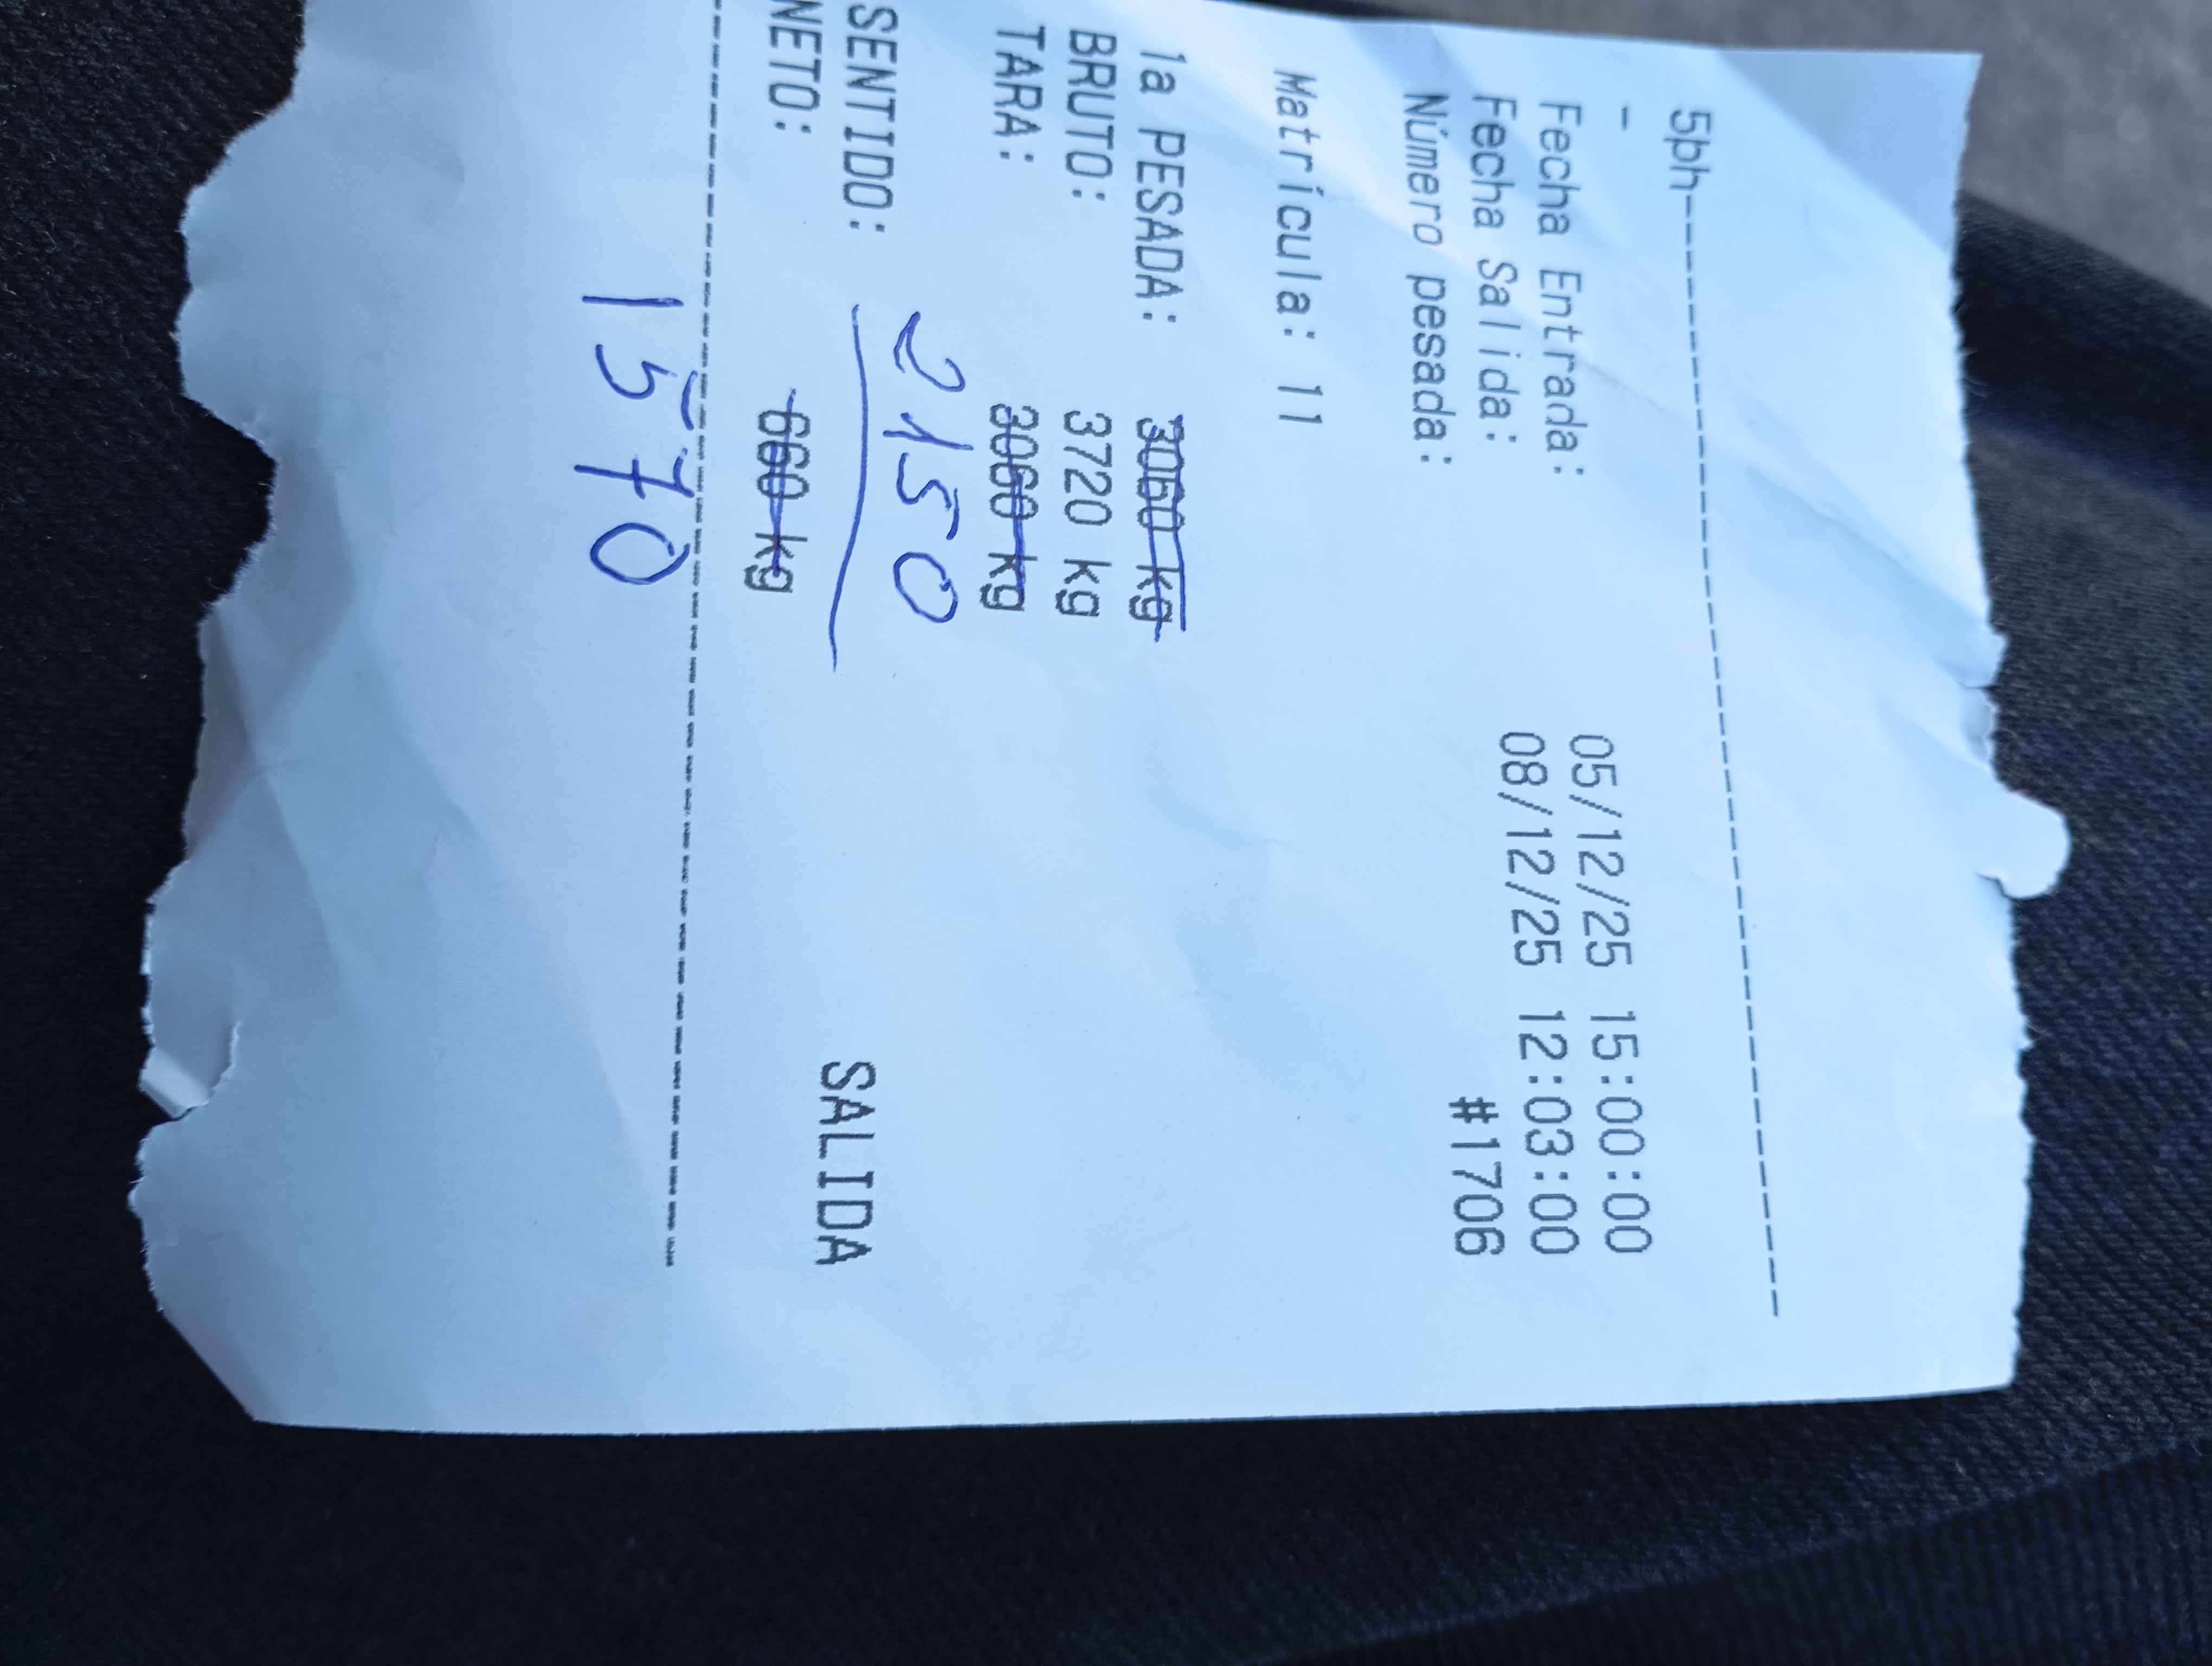 5bh--------------------------------------
-
Fecha Entrada: 05/12/25 15:00:00
Fecha Salida: 08/12/25 12:03:00
Número pesada: #1706
Matrícula: 11
1a PESADA: 3060 kg
BRUTO: 3720 kg
TARA: 3060 kg
2150
SENTIDO: SALIDA
NETO: 660 kg
------------------------------------------
1570